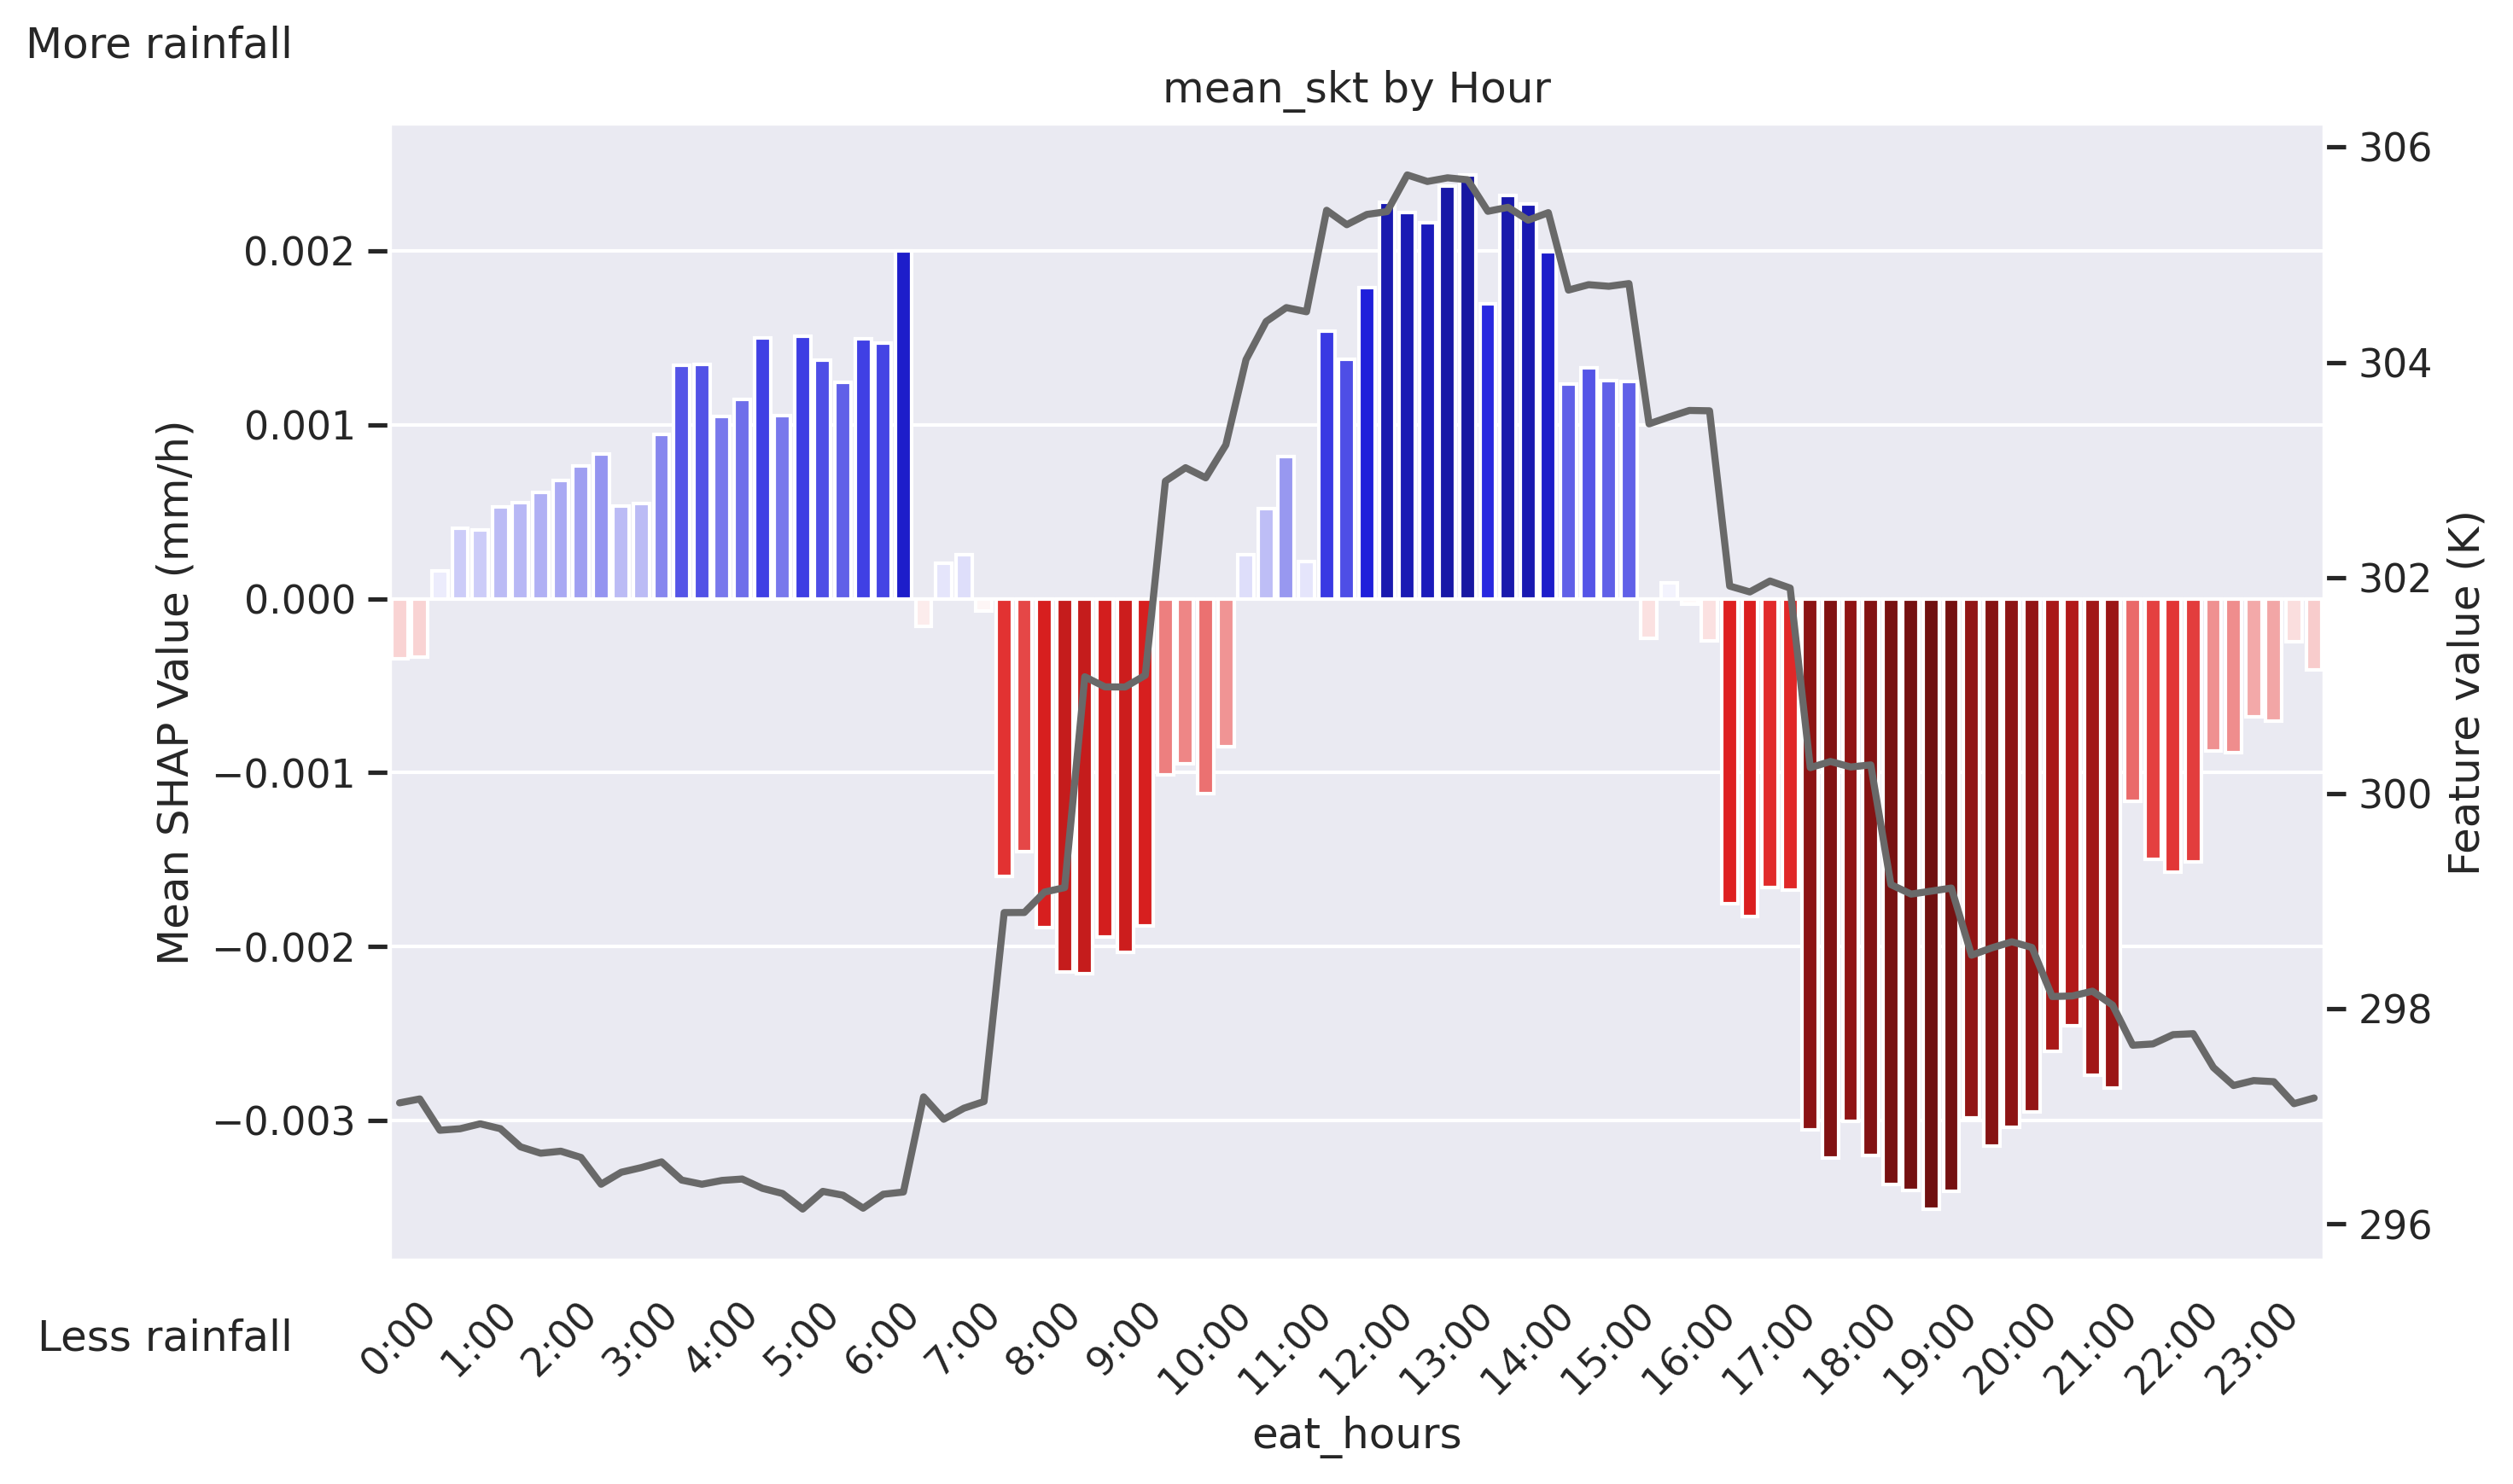 More rainfall
mean_skt by Hour
Mean SHAP Value (mm/h)
0.002
0.001
0.000
−0.001
−0.002
−0.003
306
304
302
300
298
296
Feature value (K)
Less rainfall
0:00 1:00 2:00 3:00 4:00 5:00 6:00 7:00 8:00 9:00 10:00 11:00 12:00 13:00 14:00 15:00 16:00 17:00 18:00 19:00 20:00 21:00 22:00 23:00
eat_hours